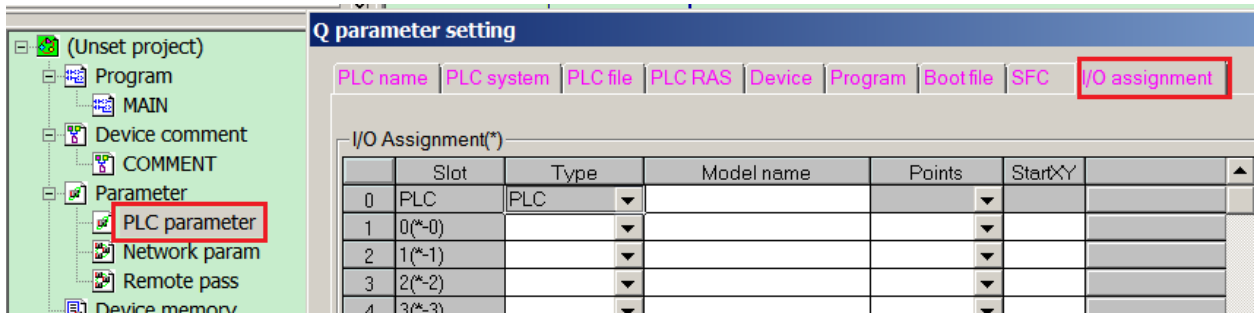 (Unset project)
Program
MAIN
Device comment
COMMENT
Parameter
PLC parameter
Network param
Remote pass
Device memory
Q parameter setting
PLC name PLC system PLC file PLC RAS Device Program Boot file SFC I/O assignment
I/O Assignment(*)
Slot Type Model name Points StartXY
0 PLC PLC
1 0(*-0)
2 1(*-1)
3 2(*-2)
4 3(*-3)